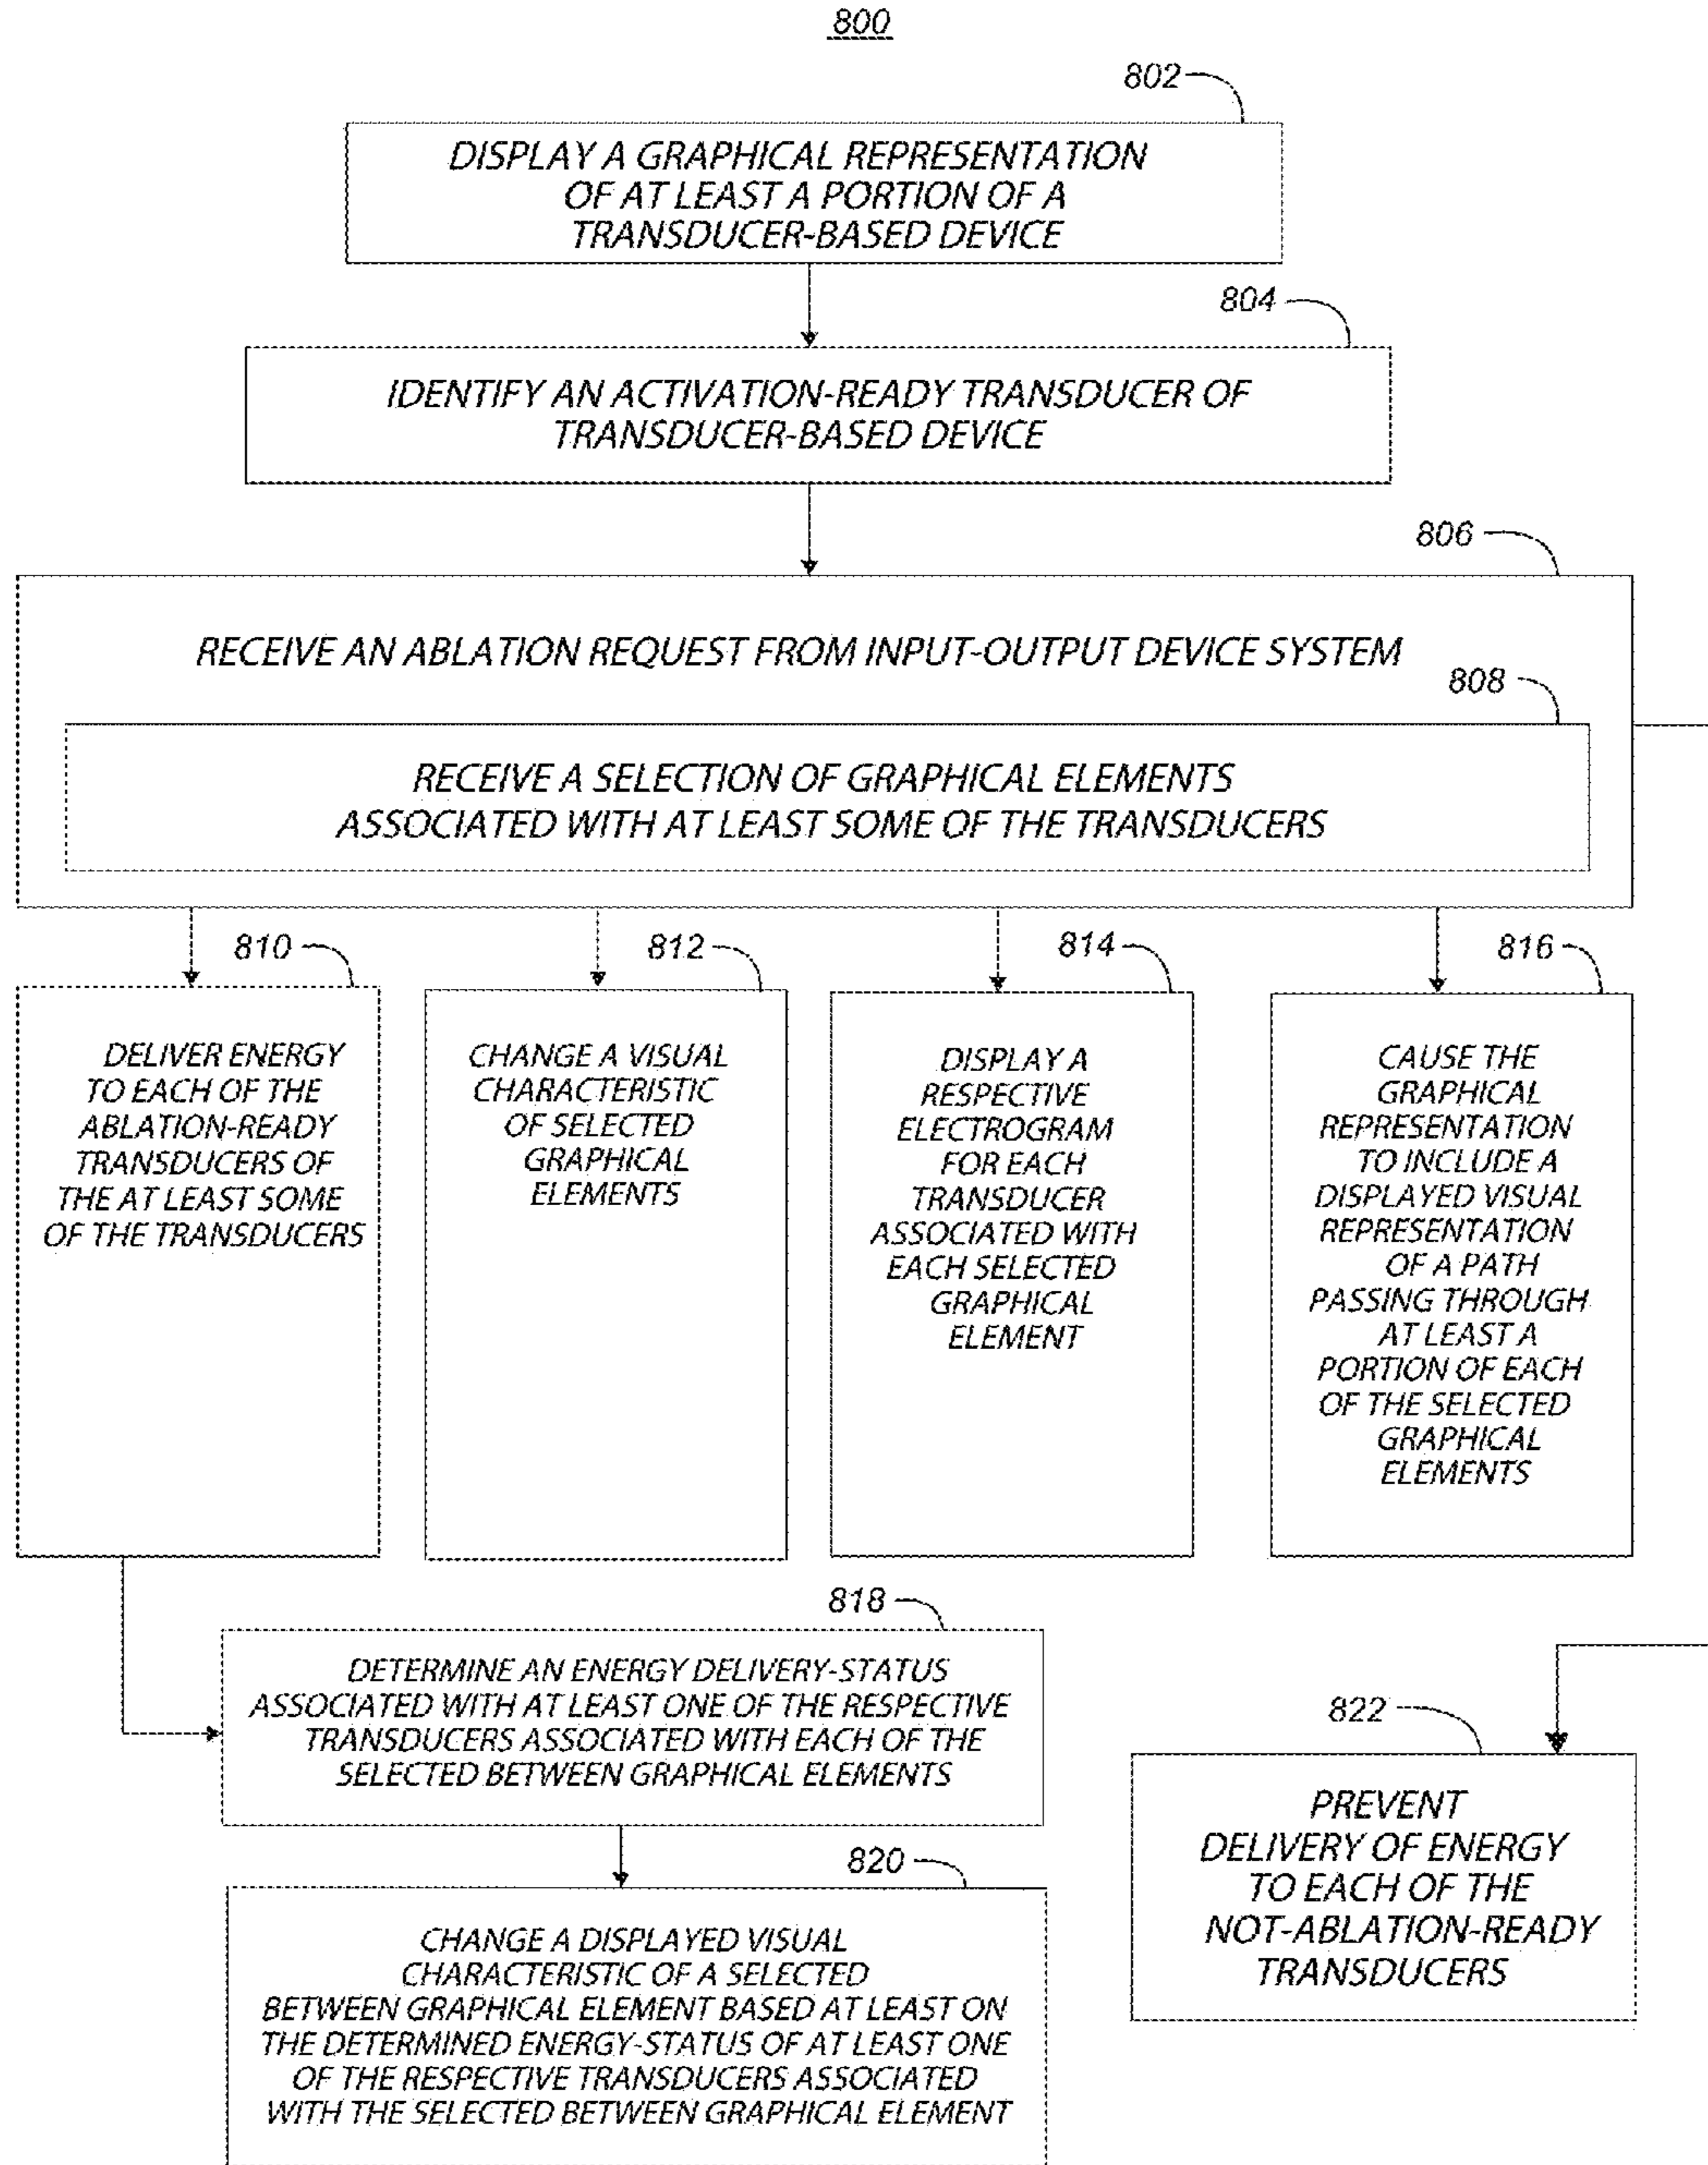 800
802
DISPLAY A GRAPHICAL REPRESENTATION
OF AT LEAST A PORTION OF A
TRANSDUCER-BASED DEVICE
804
IDENTIFY AN ACTIVATION-READY TRANSDUCER OF
TRANSDUCER-BASED DEVICE
806
RECEIVE AN ABLATION REQUEST FROM INPUT-OUTPUT DEVICE SYSTEM
808
RECEIVE A SELECTION OF GRAPHICAL ELEMENTS
ASSOCIATED WITH AT LEAST SOME OF THE TRANSDUCERS
810
DELIVER ENERGY
TO EACH OF THE
ABLATION-READY
TRANSDUCERS OF
THE AT LEAST SOME
OF THE TRANSDUCERS
812
CHANGE A VISUAL
CHARACTERISTIC
OF SELECTED
GRAPHICAL
ELEMENTS
814
DISPLAY A
RESPECTIVE
ELECTROGRAM
FOR EACH
TRANSDUCER
ASSOCIATED WITH
EACH SELECTED
GRAPHICAL
ELEMENT
816
CAUSE THE
GRAPHICAL
REPRESENTATION
TO INCLUDE A
DISPLAYED VISUAL
REPRESENTATION
OF A PATH
PASSING THROUGH
AT LEAST A
PORTION OF EACH
OF THE SELECTED
GRAPHICAL
ELEMENTS
818
DETERMINE AN ENERGY DELIVERY-STATUS
ASSOCIATED WITH AT LEAST ONE OF THE RESPECTIVE
TRANSDUCERS ASSOCIATED WITH EACH OF THE
SELECTED BETWEEN GRAPHICAL ELEMENTS
820
CHANGE A DISPLAYED VISUAL
CHARACTERISTIC OF A SELECTED
BETWEEN GRAPHICAL ELEMENT BASED AT LEAST ON
THE DETERMINED ENERGY-STATUS OF AT LEAST ONE
OF THE RESPECTIVE TRANSDUCERS ASSOCIATED
WITH THE SELECTED BETWEEN GRAPHICAL ELEMENT
822
PREVENT
DELIVERY OF ENERGY
TO EACH OF THE
NOT-ABLATION-READY
TRANSDUCERS